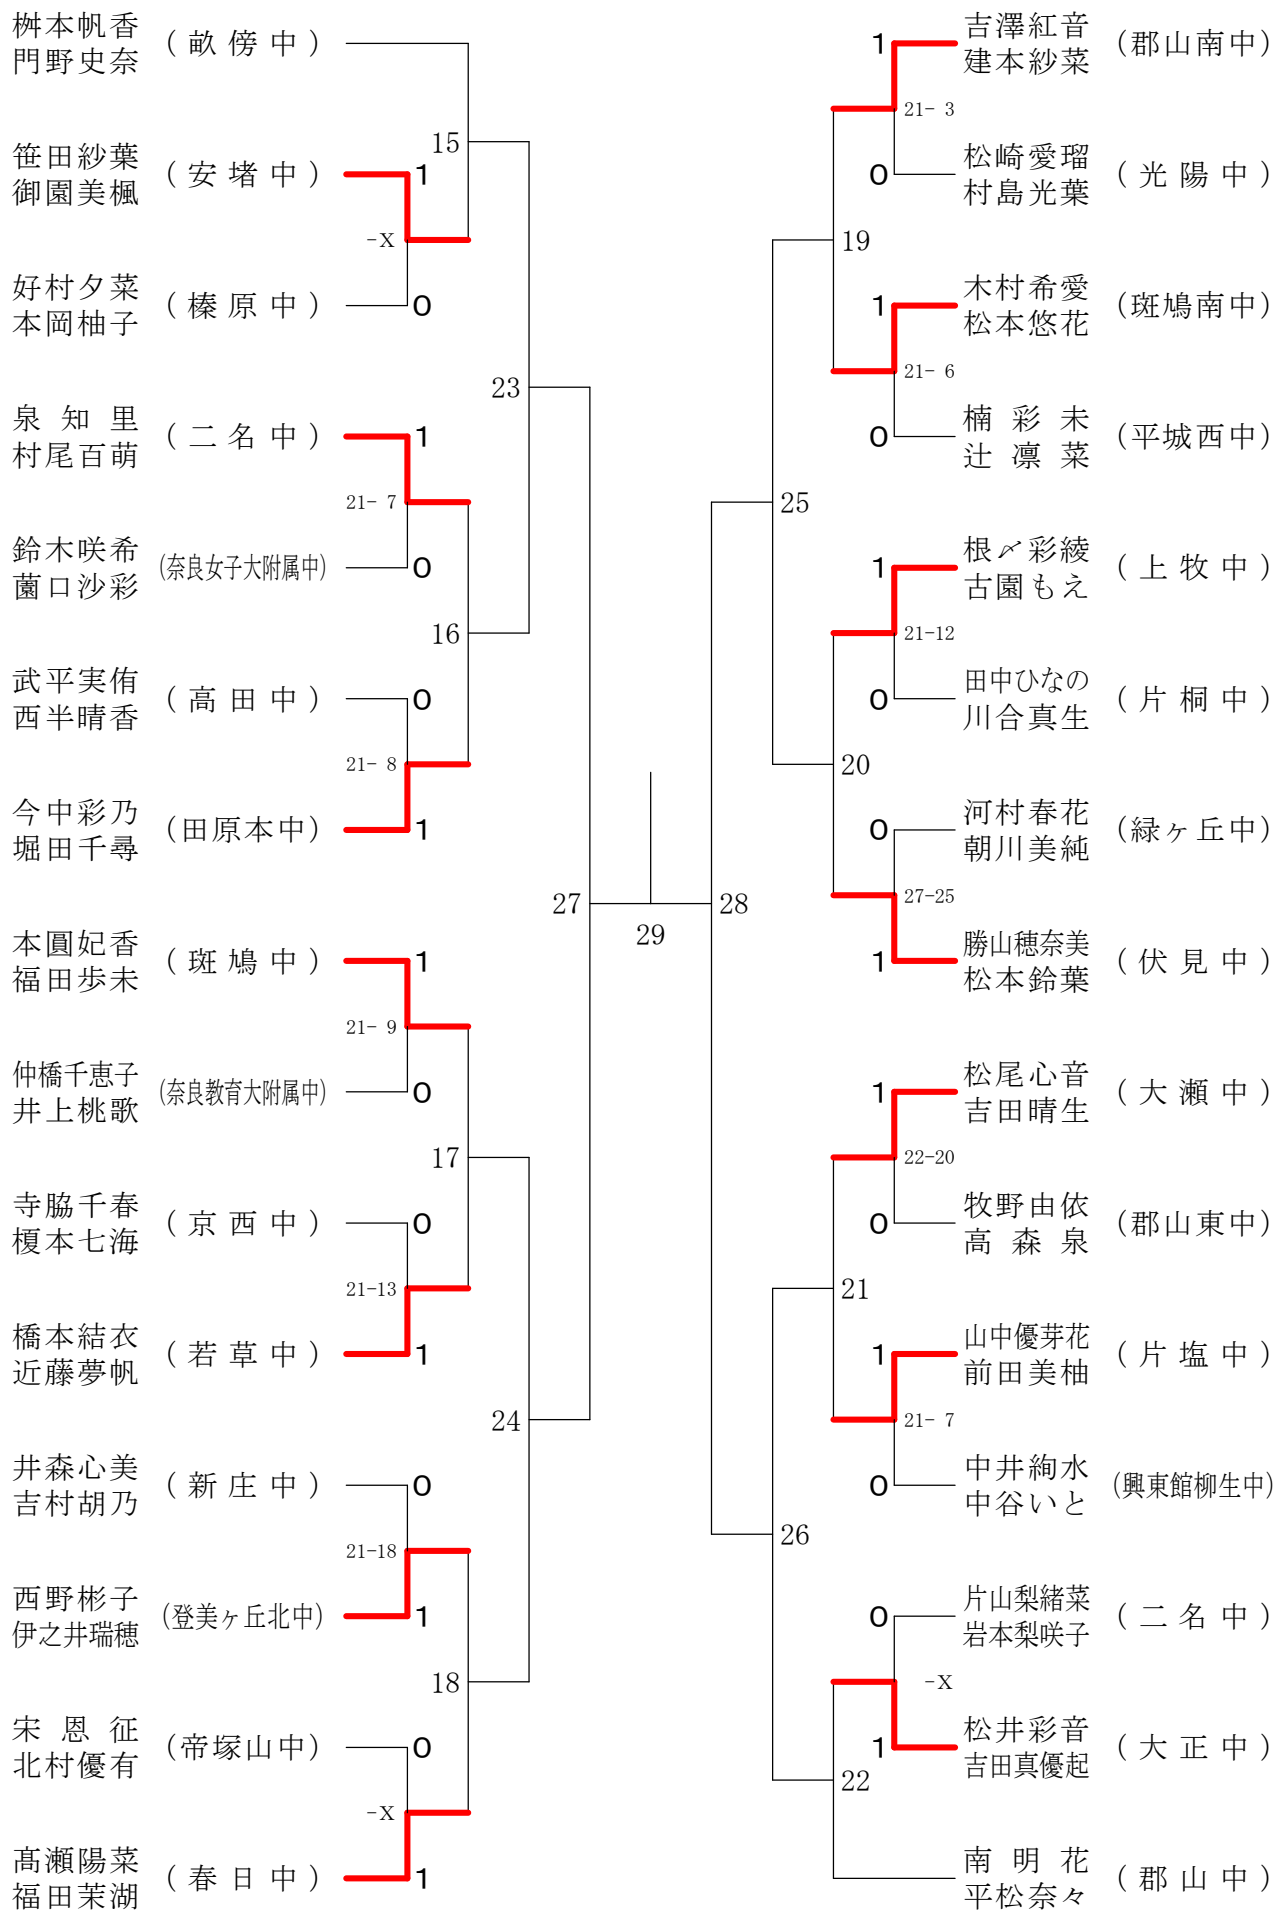 桝本帆香
門野史奈
(畝傍中)
15
笹田紗葉
御園美楓
(安堵中)
1
-X
好村夕菜
本岡柚子
(榛原中)
0
23
泉知里
村尾百萌
(二名中)
1
21- 7
鈴木咲希
薗口沙彩
(奈良女子大附属中)
0
16
武平実侑
西半晴香
(高田中)
0
21- 8
今中彩乃
堀田千尋
(田原本中)
1
27
本圓妃香
福田歩未
(斑鳩中)
1
21- 9
仲橋千恵子
井上桃歌
(奈良教育大附属中)
0
17
寺脇千春
榎本七海
(京西中)
0
21-13
橋本結衣
近藤夢帆
(若草中)
1
24
井森心美
吉村胡乃
(新庄中)
0
21-18
西野彬子
伊之井瑞穂
(登美ヶ丘北中)
1
18
宋恩征
北村優有
(帝塚山中)
0
-X
髙瀬陽菜
福田茉湖
(春日中)
1
29
吉澤紅音
建本紗菜
(郡山南中)
1
21- 3
松崎愛瑠
村島光葉
(光陽中)
0
19
木村希愛
松本悠花
(斑鳩南中)
1
21- 6
楠彩未
辻凛菜
(平城西中)
0
25
根〆彩綾
古園もえ
(上牧中)
1
21-12
田中ひなの
川合真生
(片桐中)
0
20
河村春花
朝川美純
(緑ヶ丘中)
0
27-25
勝山穂奈美
松本鈴葉
(伏見中)
1
28
松尾心音
吉田晴生
(大瀬中)
1
22-20
牧野由依
高森泉
(郡山東中)
0
21
山中優芽花
前田美柚
(片塩中)
1
21- 7
中井絢水
中谷いと
(興東館柳生中)
0
26
片山梨緒菜
岩本梨咲子
(二名中)
0
-X
松井彩音
吉田真優起
(大正中)
1
22
南明花
平松奈々
(郡山中)